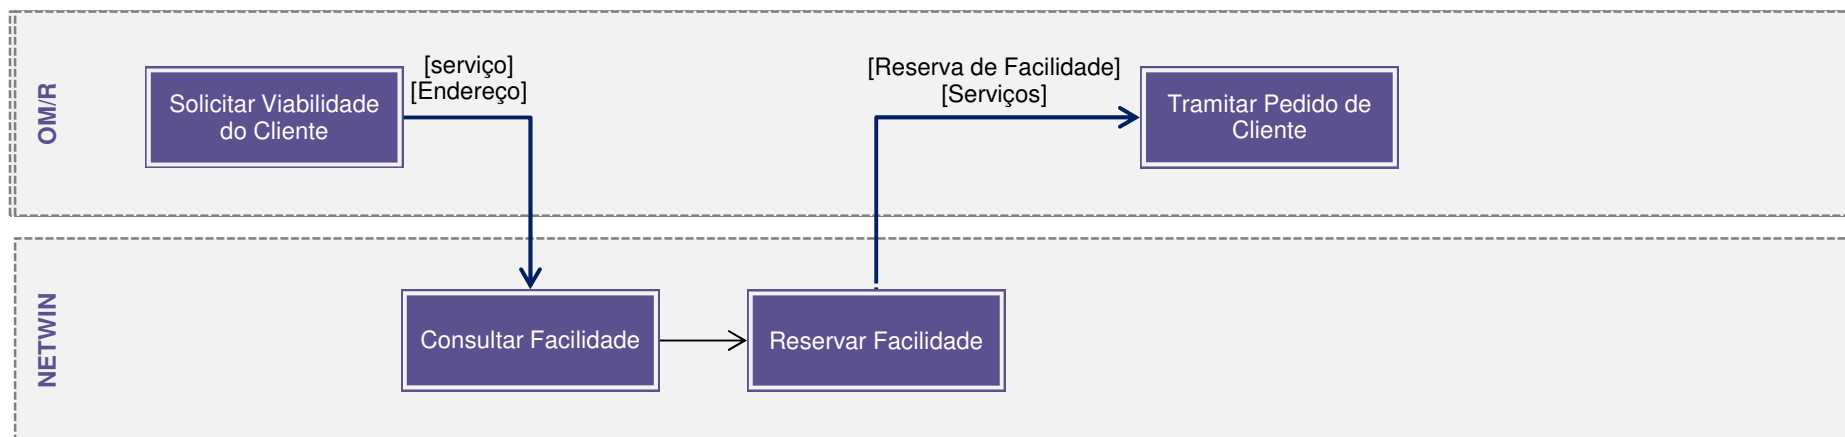 OM/R
Solicitar Viabilidade
do Cliente
[serviço]
[Endereço]
[Reserva de Facilidade]
[Serviços]
Tramitar Pedido de
Cliente
NETWIN
Consultar Facilidade
Reservar Facilidade